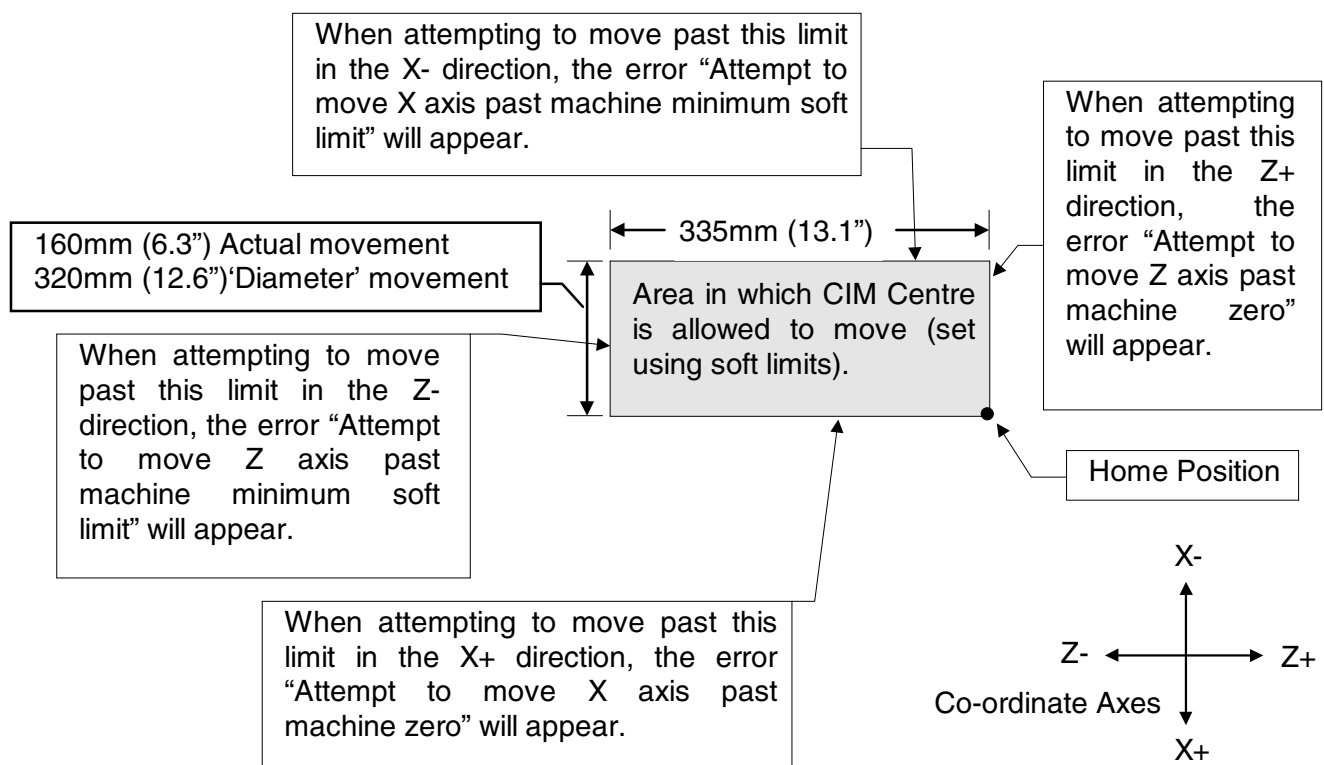 When attempting to move past this limit
in the X- direction, the error “Attempt to
move X axis past machine minimum soft
limit” will appear.
When attempting
to move past this
limit in the Z+
direction, the
error “Attempt to
move Z axis past
machine zero”
will appear.
160mm (6.3”) Actual movement
320mm (12.6”)‘Diameter’ movement
335mm (13.1”)
Area in which CIM Centre
is allowed to move (set
using soft limits).
When attempting to move
past this limit in the Z-
direction, the error “Attempt
to move Z axis past
machine minimum soft
limit” will appear.
Home Position
When attempting to move past this
limit in the X+ direction, the error
“Attempt to move X axis past
machine zero” will appear.
X-
Z-
Z+
Co-ordinate Axes
X+